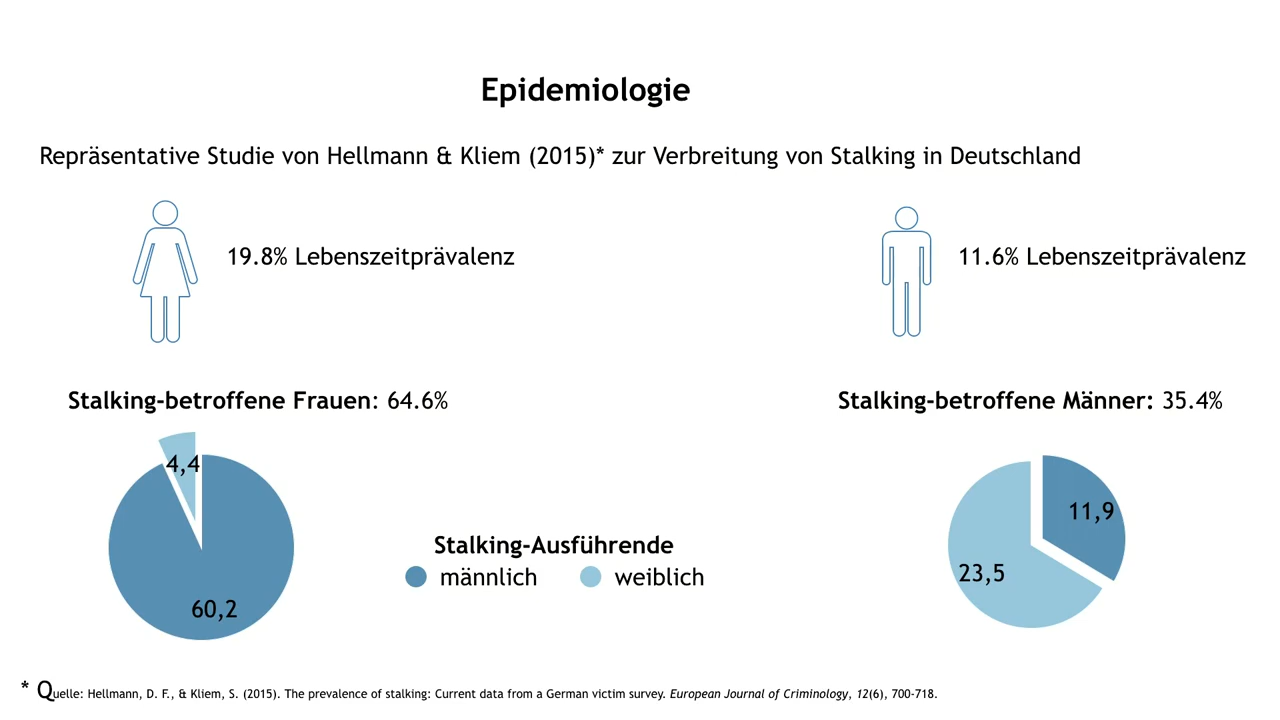 Epidemiologie
Repräsentative Studie von Hellmann & Kliem (2015)* zur Verbreitung von Stalking in Deutschland
19.8% Lebenszeitprävalenz
11.6% Lebenszeitprävalenz
Stalking-betroffene Frauen: 64.6%
Stalking-betroffene Männer: 35.4%
4,4
60,2
Stalking-Ausführende
männlich
weiblich
11,9
23,5
* Quelle: Hellmann, D. F., & Kliem, S. (2015). The prevalence of stalking: Current data from a German victim survey. European Journal of Criminology, 12(6), 700-718.